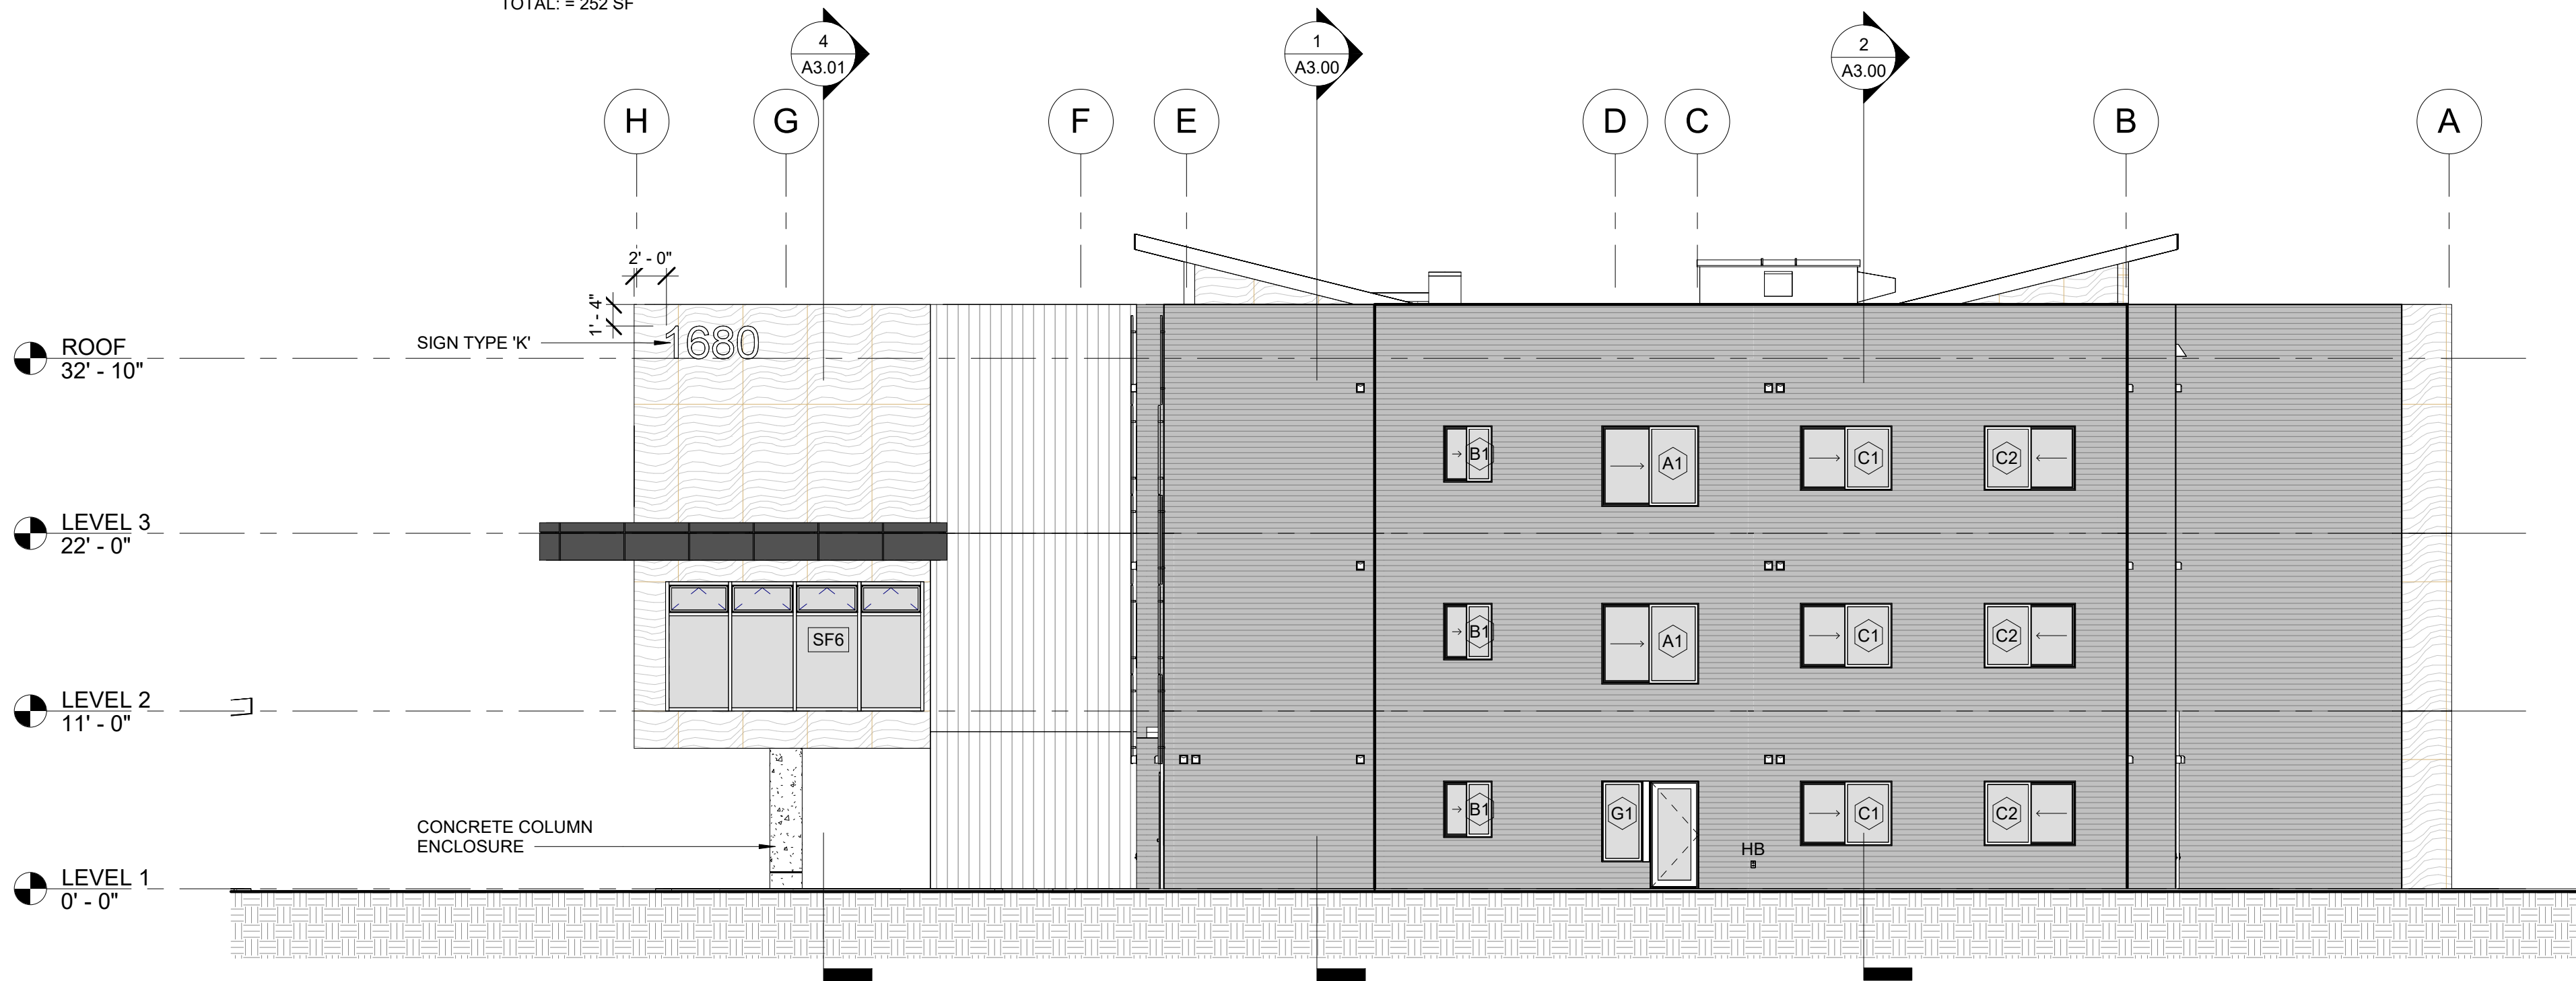 TOTAL: = 252 SF
4
A3.01
1
A3.00
2
A3.00
H
G
F
E
D
C
B
A
2' - 0"
1' - 4"
SIGN TYPE 'K'
1680
ROOF
32' - 10"
B1
A1
C1
C2
LEVEL 3
22' - 0"
SF6
B1
A1
C1
C2
LEVEL 2
11' - 0"
CONCRETE COLUMN
ENCLOSURE
B1
G1
C1
C2
HB
LEVEL 1
0' - 0"